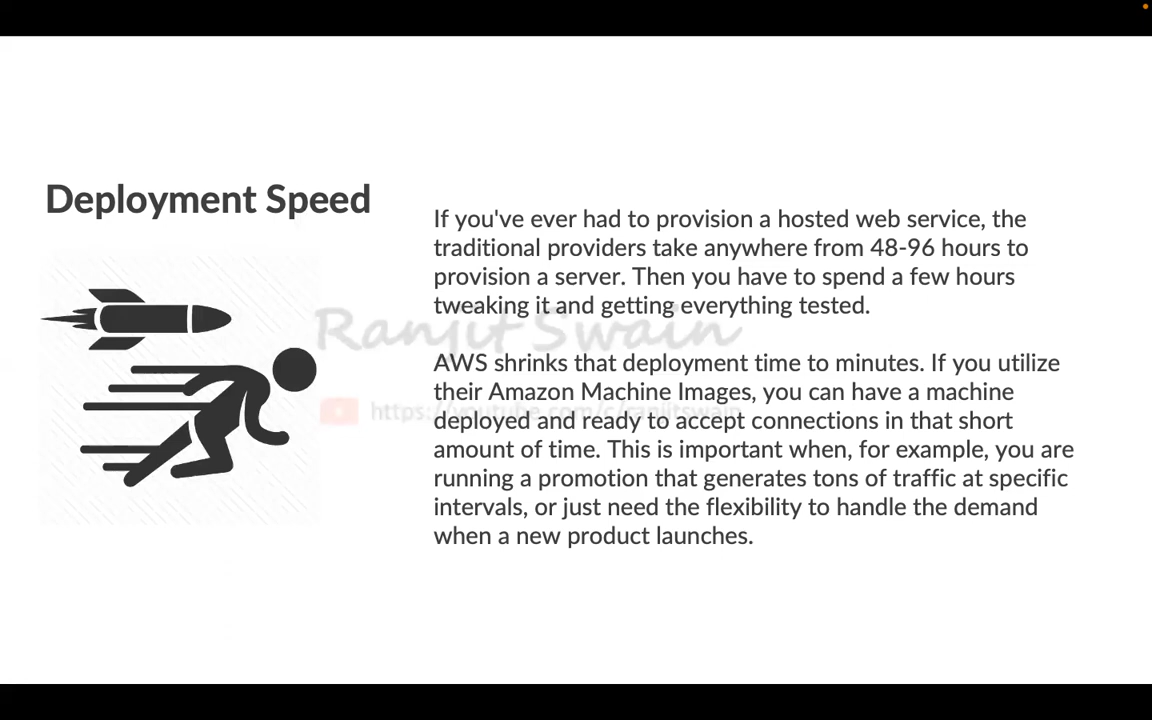 Deployment Speed
If you've ever had to provision a hosted web service, the
traditional providers take anywhere from 48-96 hours to
provision a server. Then you have to spend a few hours
tweaking it and getting everything tested.
Ranjit Swain
AWS shrinks that deployment time to minutes. If you utilize
their Amazon Machine Images, you can have a machine
https://youtube.com/c/ranjitswain
deployed and ready to accept connections in that short
amount of time. This is important when, for example, you are
running a promotion that generates tons of traffic at specific
intervals, or just need the flexibility to handle the demand
when a new product launches.